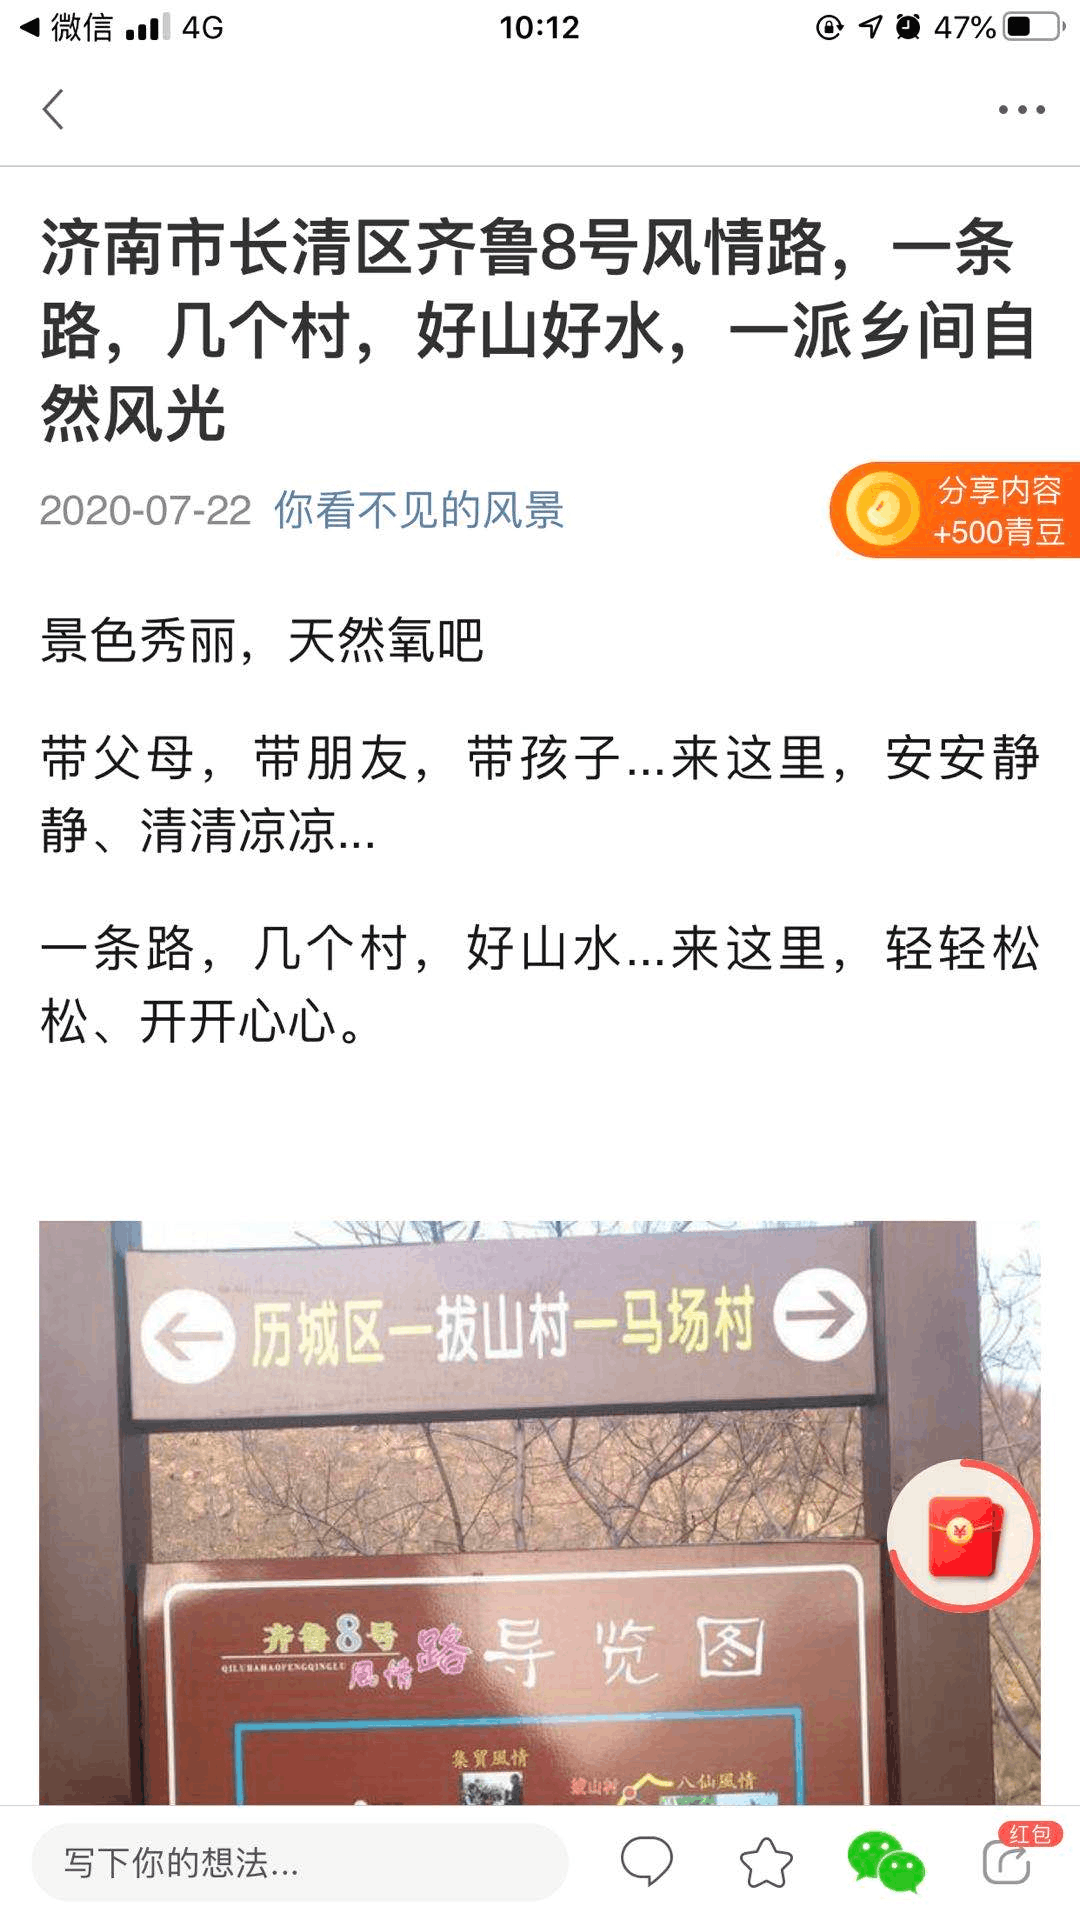 微信 4G 10:12 47%
济南市长清区齐鲁8号风情路，一条
路，几个村，好山好水，一派乡间自
然风光
2020-07-22 你看不见的风景
分享内容
+500青豆
景色秀丽，天然氧吧
带父母，带朋友，带孩子...来这里，安安静
静、清清凉凉...
一条路，几个村，好山水...来这里，轻轻松
松、开开心心。
历城区—拔山村—马场村
齐鲁8号
QILUBAHAOFENGQINGLU
風情路导览图
集贸風情
拔山村
八仙風情
写下你的想法...
红包